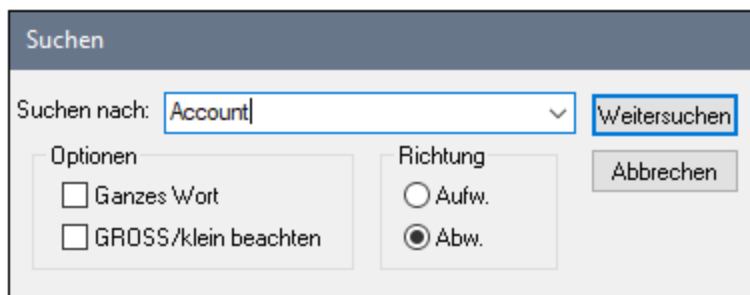 Suchen
Suchen nach: Account Weitersuchen
Optionen Richtung Abbrechen
Ganzes Wort Aufw.
GROSS/klein beachten Abw.